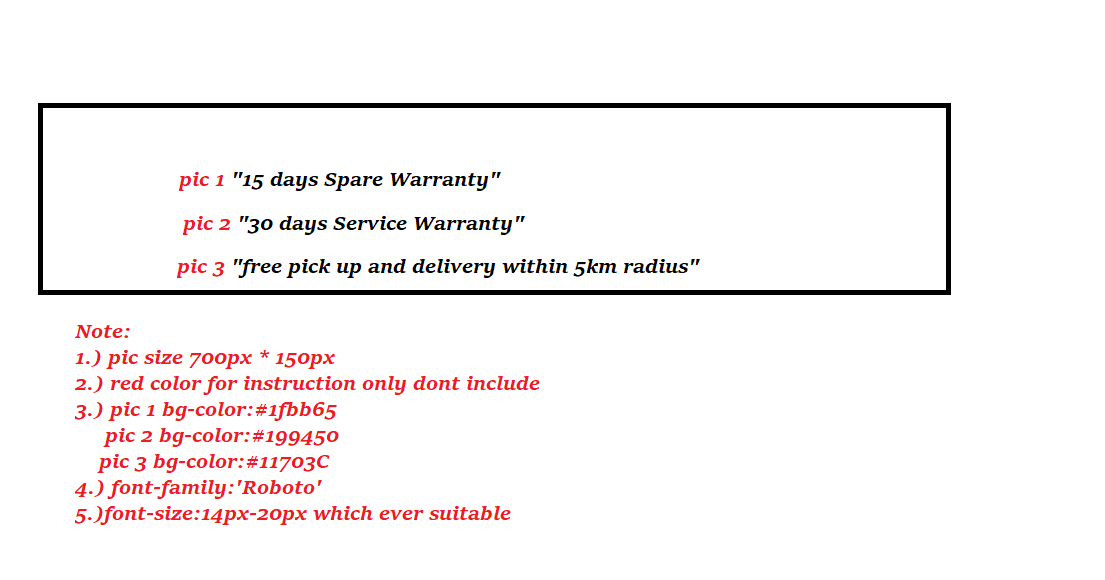 pic 1 "15 days Spare Warranty"
pic 2 "30 days Service Warranty"
pic 3 "free pick up and delivery within 5km radius"
Note:
1.) pic size 700px * 150px
2.) red color for instruction only dont include
3.) pic 1 bg-color:#1fbb65
pic 2 bg-color:#199450
pic 3 bg-color:#11703C
4.) font-family:'Roboto'
5.)font-size:14px-20px which ever suitable